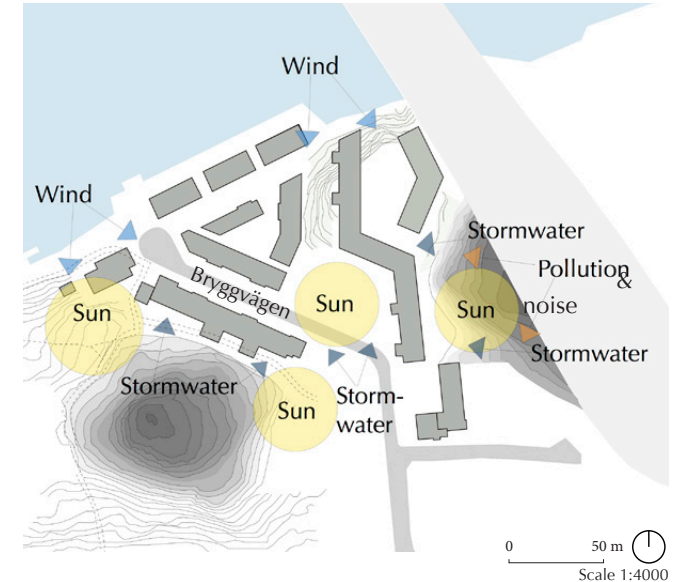 Wind
Wind
Stormwater
Pollution
&
noise
Bryggvägen
Sun
Sun
Sun
Stormwater
Stormwater
Storm-
water
Sun
0 50 m
Scale 1:4000